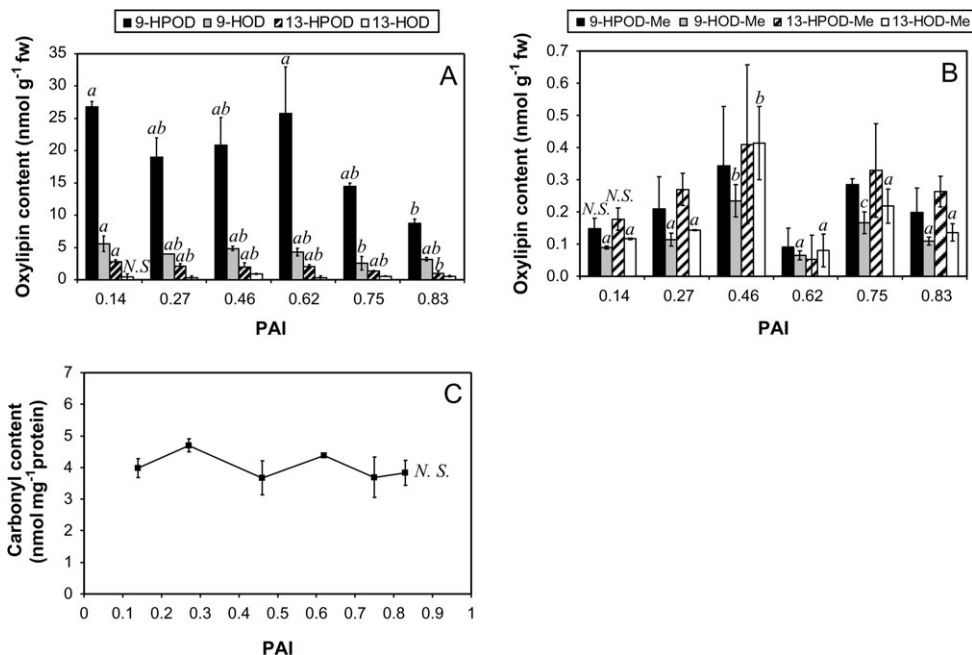 9-HPOD 9-HOD 13-HPOD 13-HOD
A
Oxylipin content (nmol g⁻¹ fw)
35
30
25
20
15
10
5
0
a ab ab a ab b
a ab ab ab b ab
a ab ab ab ab b
N.S.
0.14 0.27 0.46 0.62 0.75 0.83
PAI
9-HPOD-Me 9-HOD-Me 13-HPOD-Me 13-HOD-Me
B
Oxylipin content (nmol g⁻¹ fw)
0.7
0.6
0.5
0.4
0.3
0.2
0.1
0.0
N.S. N.S.
a a b a c a
a a b a a a
0.14 0.27 0.46 0.62 0.75 0.83
PAI
C
Carbonyl content
(nmol mg⁻¹ protein)
7
6
5
4
3
2
1
0
N. S.
0 0.1 0.2 0.3 0.4 0.5 0.6 0.7 0.8 0.9 1
PAI